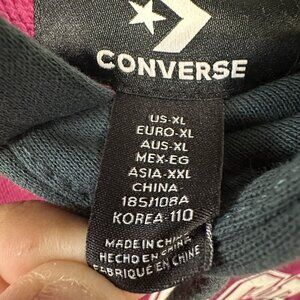 CONVERSE
US-XL
EURO-XL
AUS-XL
MEX-EG
ASIA-XXL
CHINA
185/108A
KOREA:110
MADE IN CHINA
HECHO EN CHINA
FABRIQUÉ EN CHINE